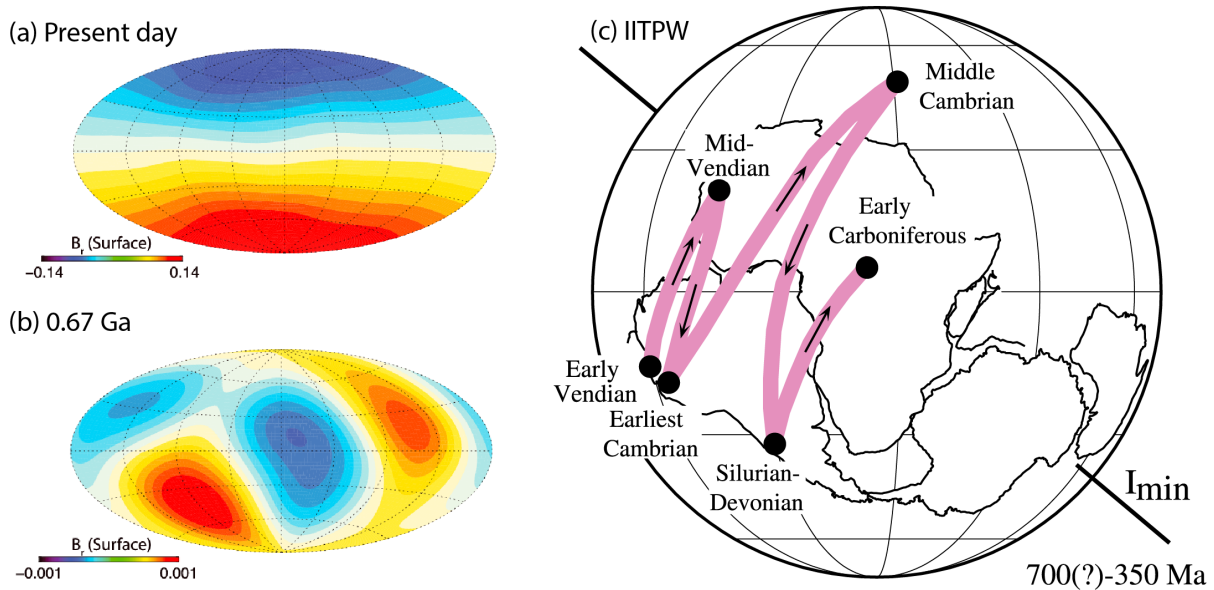 (a) Present day
B_r (Surface)
−0.14
0.14
(b) 0.67 Ga
B_r (Surface)
−0.001
0.001
(c) IITPW
Middle
Cambrian
Mid-
Vendian
Early
Carboniferous
Early
Vendian
Earliest
Cambrian
Silurian-
Devonian
Imin
700(?)-350 Ma